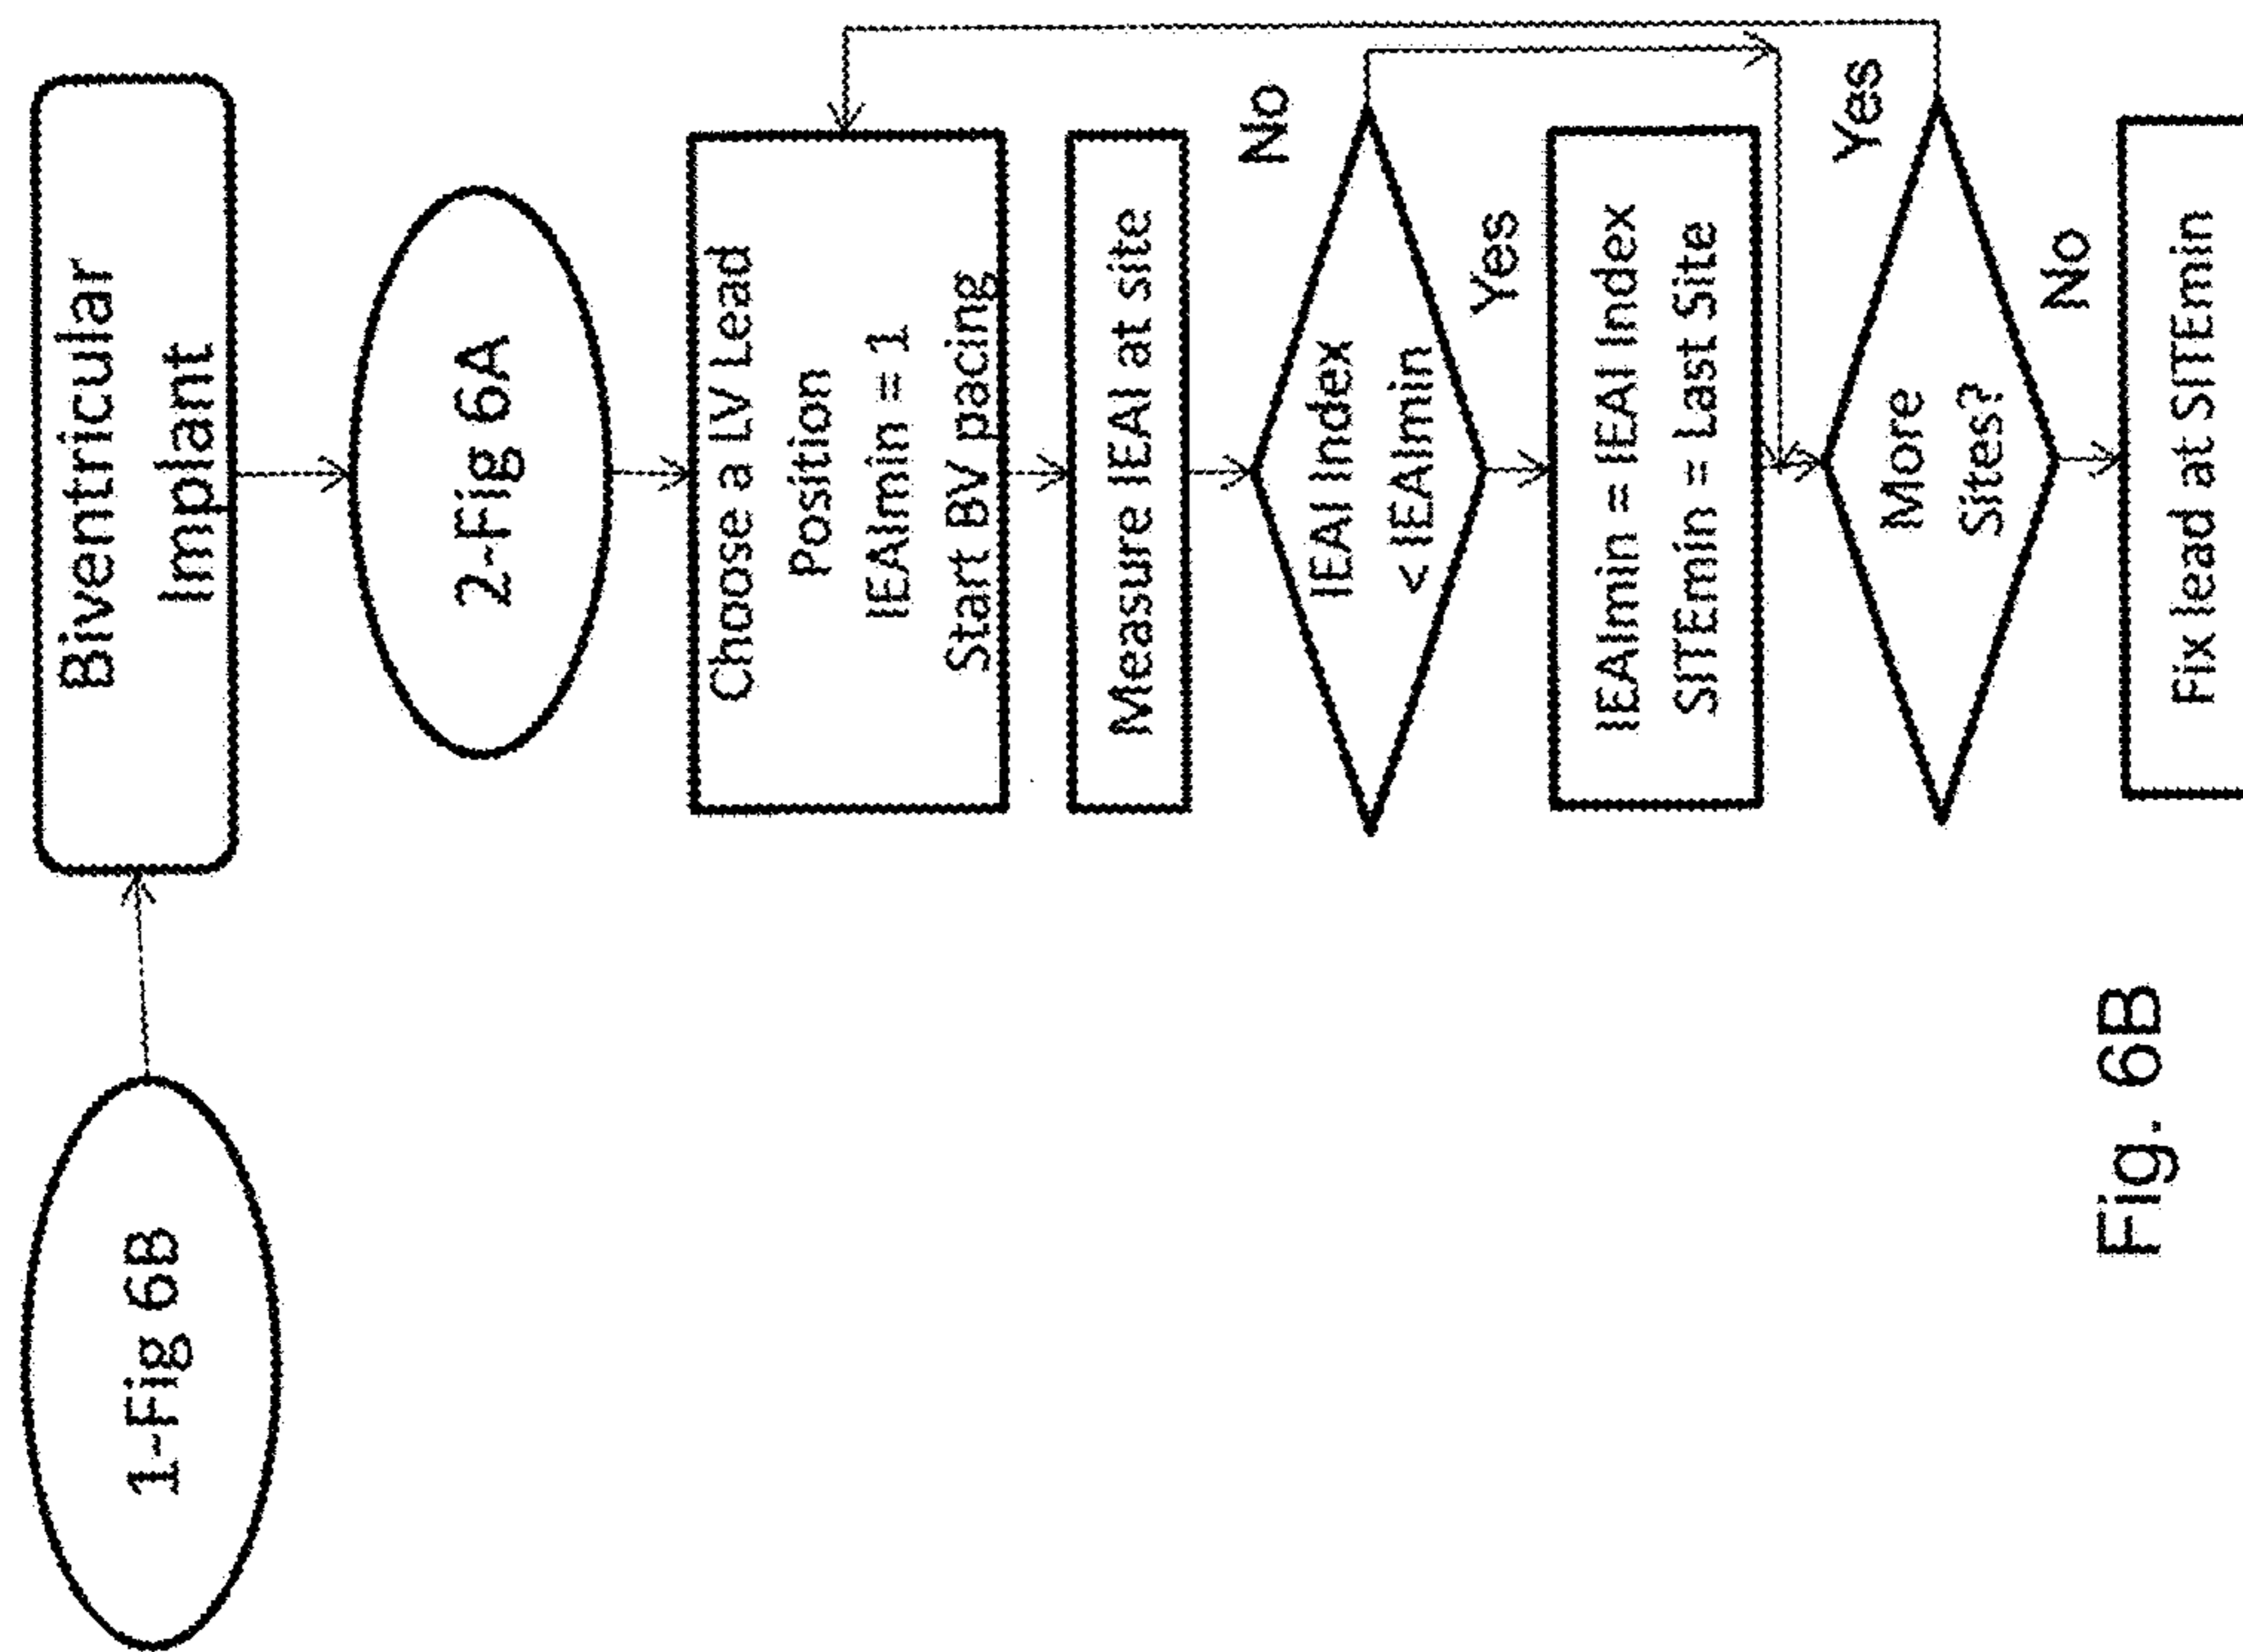 1-Fig 6B
Biventricular
Implant
2-Fig 6A
Choose a LV Lead
Position
IEAImin = 1
Start BV pacing
Measure IEAI at site
IEAI Index
< IEAImin
No
Yes
IEAImin = IEAI Index
SITEmin = Last Site
More
Sites?
Yes
No
Fix lead at SITEmin
Fig. 6B